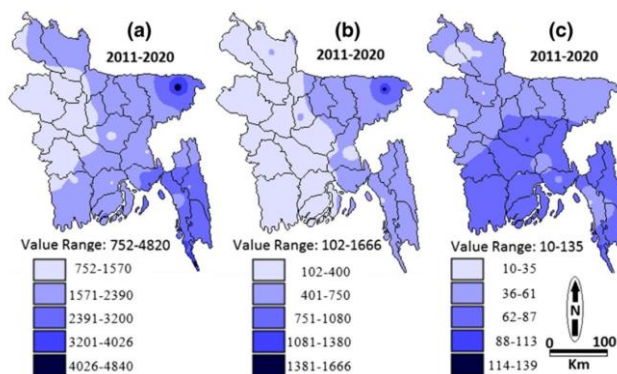 (a)
2011-2020
(b)
2011-2020
(c)
2011-2020
Value Range: 752-4820
752-1570
1571-2390
2391-3200
3201-4026
4026-4840
Value Range: 102-1666
102-400
401-750
751-1080
1081-1380
1381-1666
Value Range: 10-135
10-35
36-61
62-87
88-113
114-139
N
0 100
Km